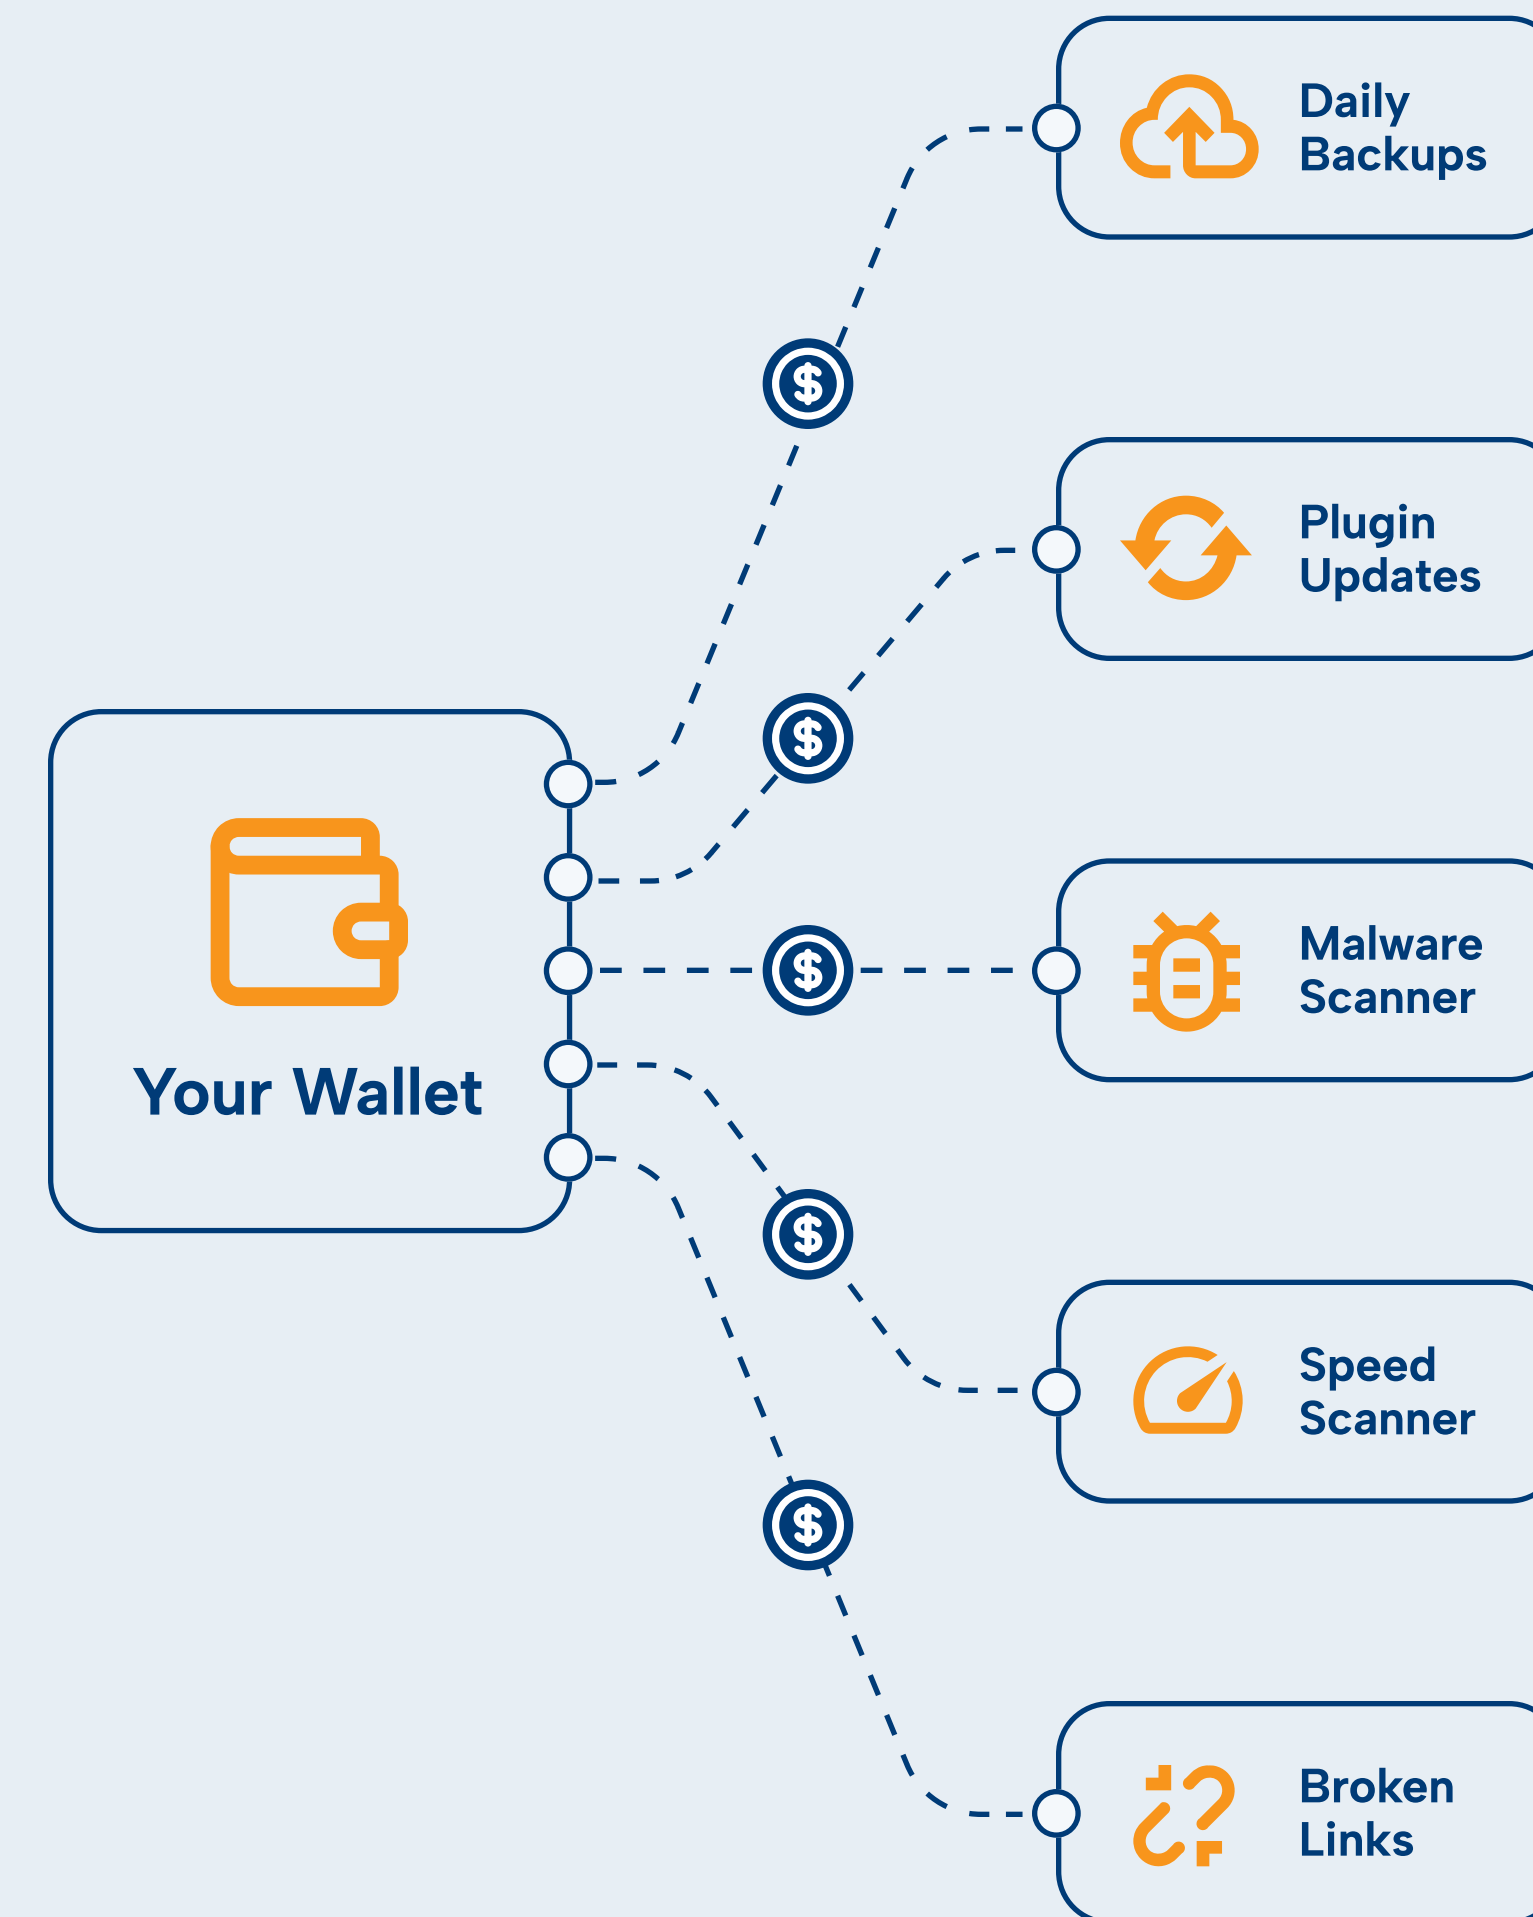 Daily
Backups
$
Plugin
Updates
$
Your Wallet
$
Malware
Scanner
$
Speed
Scanner
$
Broken
Links